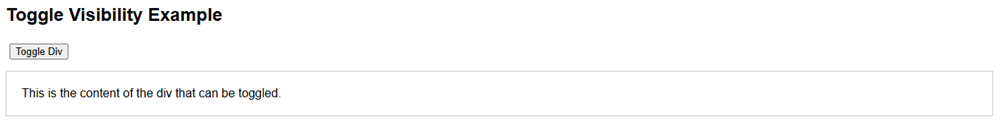 Toggle Visibility Example
Toggle Div
This is the content of the div that can be toggled.